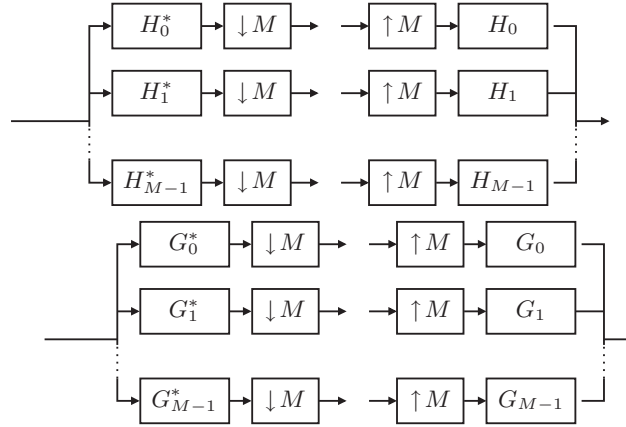 H_0^* ↓M ↑M H_0
H_1^* ↓M ↑M H_1
H_{M−1}^* ↓M ↑M H_{M−1}
G_0^* ↓M ↑M G_0
G_1^* ↓M ↑M G_1
G_{M−1}^* ↓M ↑M G_{M−1}